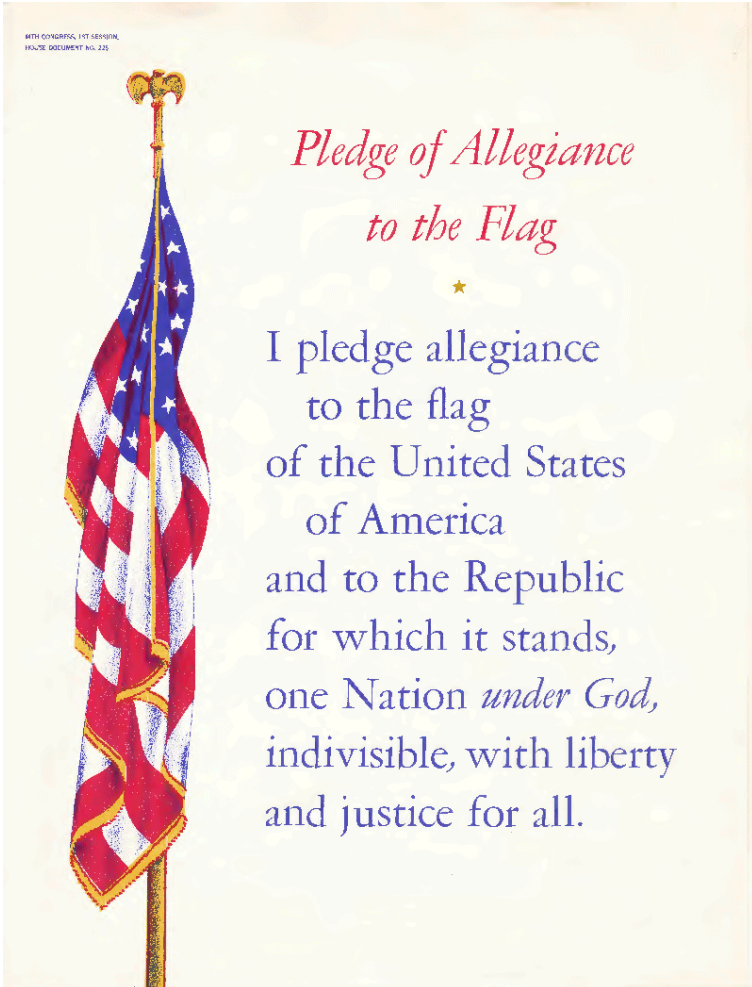 84TH CONGRESS, 1ST SESSION,
HOUSE DOCUMENT NO. 225
Pledge of Allegiance
to the Flag
I pledge allegiance
to the flag
of the United States
of America
and to the Republic
for which it stands,
one Nation under God,
indivisible, with liberty
and justice for all.